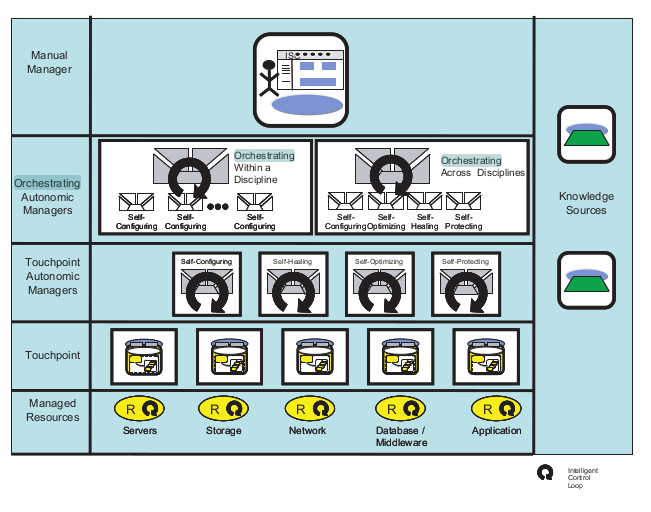 Manual
Manager
ISC
Orchestrating
Autonomic
Managers
Orchestrating
Within a
Discipline
Self-
Configuring
Self-
Configuring
Self-
Configuring
Orchestrating
Across Disciplines
Self-
Configuring
Self-
Optimizing
Self-
Healing
Self-
Protecting
Knowledge
Sources
Touchpoint
Autonomic
Managers
Self-Configuring
Self-Healing
Self-Optimizing
Self-Protecting
Touchpoint
Managed
Resources
R
R
R
R
R
Servers
Storage
Network
Database /
Middleware
Application
Intelligent
Control
Loop